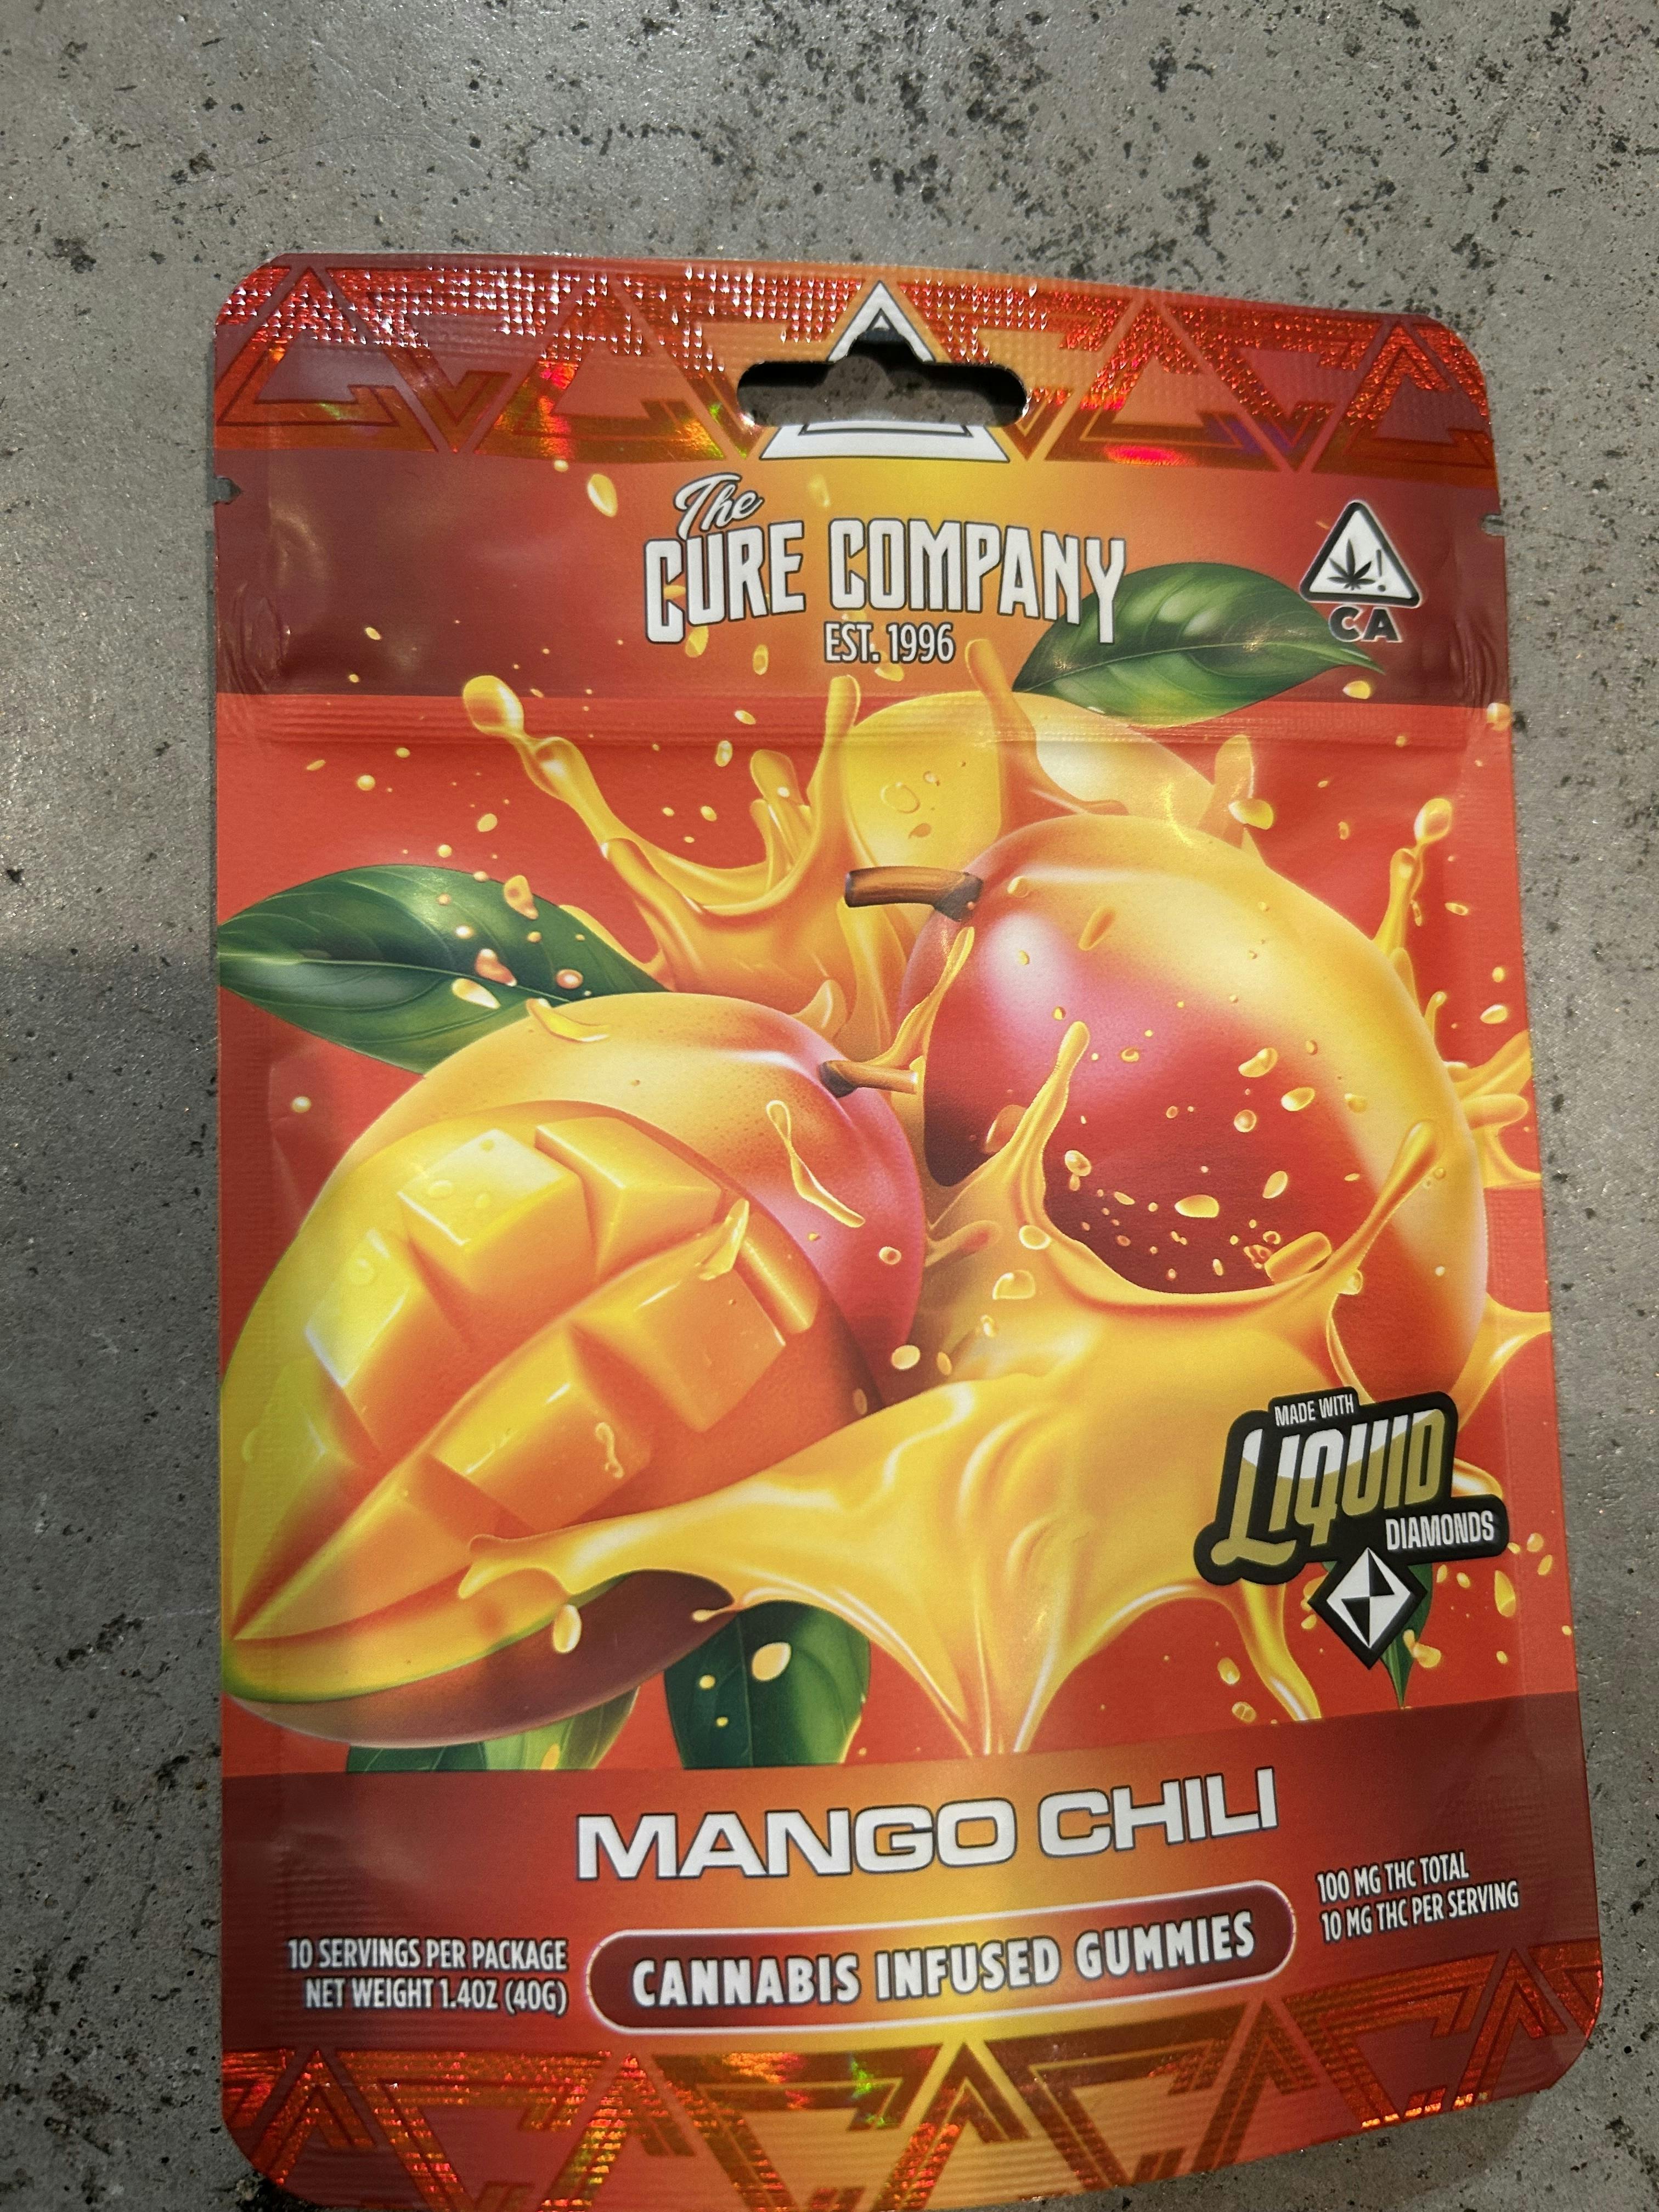 The
CURE COMPANY
EST. 1996
CA
MADE WITH
LIQUID
DIAMONDS
MANGO CHILI
100 MG THC TOTAL
10 MG THC PER SERVING
10 SERVINGS PER PACKAGE
NET WEIGHT 1.4OZ (40G)
CANNABIS INFUSED GUMMIES